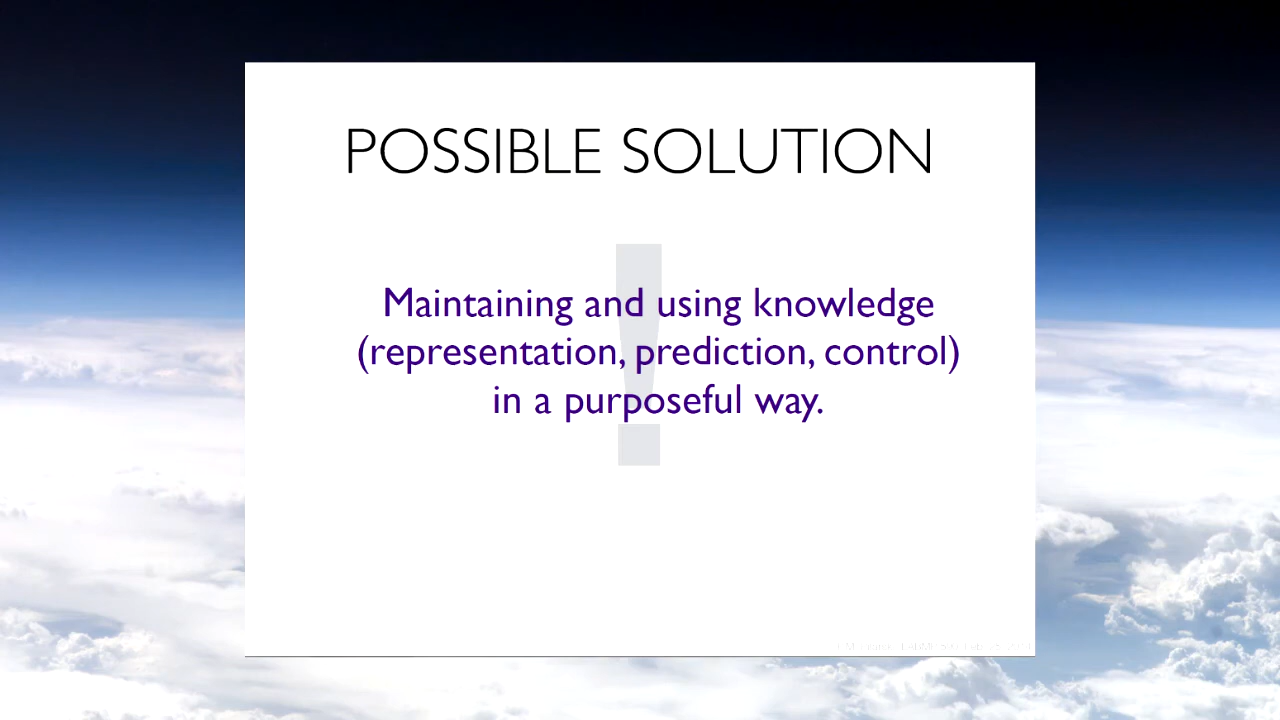 POSSIBLE SOLUTION
!
Maintaining and using knowledge
(representation, prediction, control)
in a purposeful way.